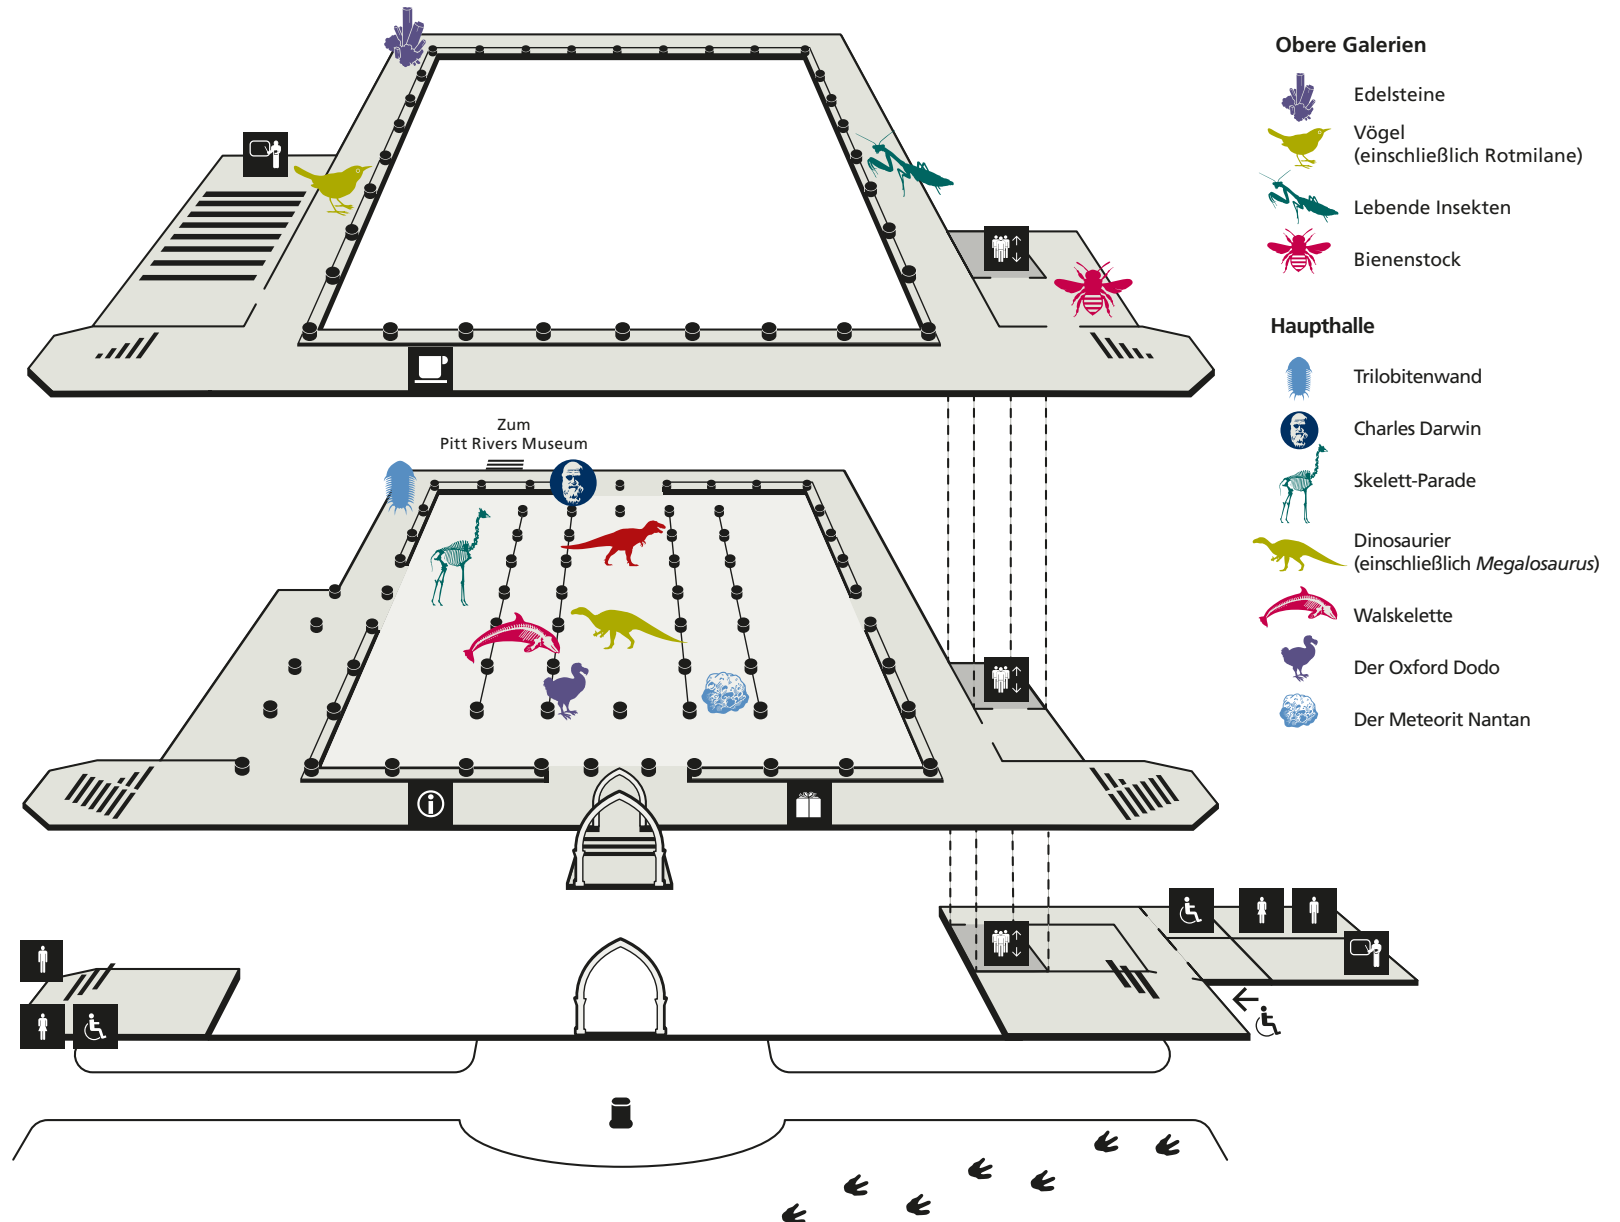 Obere Galerien
Edelsteine
Vögel
(einschließlich Rotmilane)
Lebende Insekten
Bienenstock
Haupthalle
Trilobitenwand
Charles Darwin
Skelett-Parade
Dinosaurier
(einschließlich Megalosaurus)
Walskelette
Der Oxford Dodo
Der Meteorit Nantan
Zum
Pitt Rivers Museum